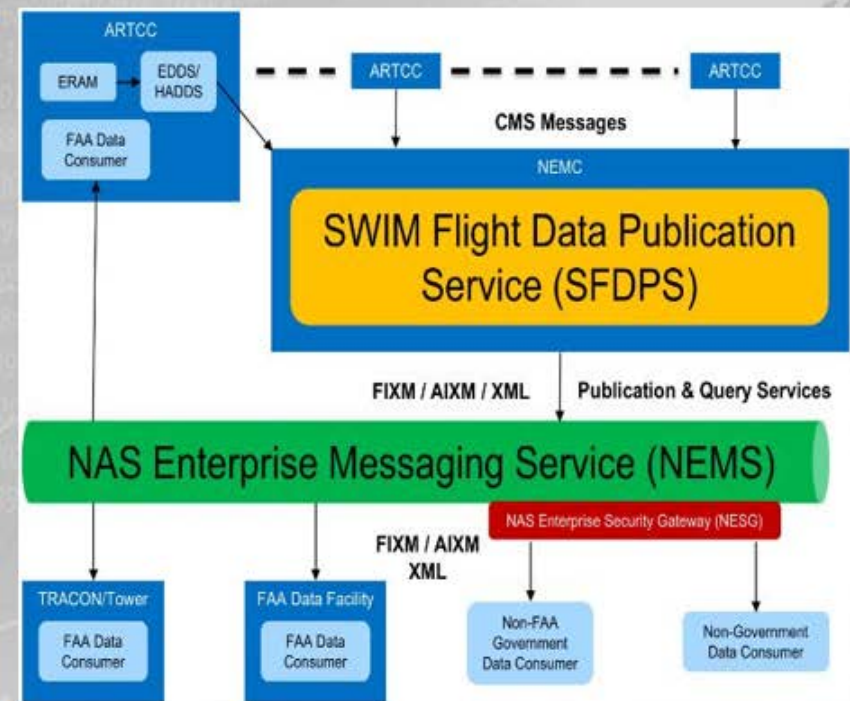 ARTCC
ERAM
EDDS/
HADDS
FAA Data
Consumer
ARTCC
ARTCC
CMS Messages
NEMC
SWIM Flight Data Publication
Service (SFDPS)
FIXM / AIXM / XML
Publication & Query Services
NAS Enterprise Messaging Service (NEMS)
NAS Enterprise Security Gateway (NESG)
FIXM / AIXM
XML
TRACON/Tower
FAA Data
Consumer
FAA Data Facility
FAA Data
Consumer
Non-FAA
Government
Data Consumer
Non-Government
Data Consumer